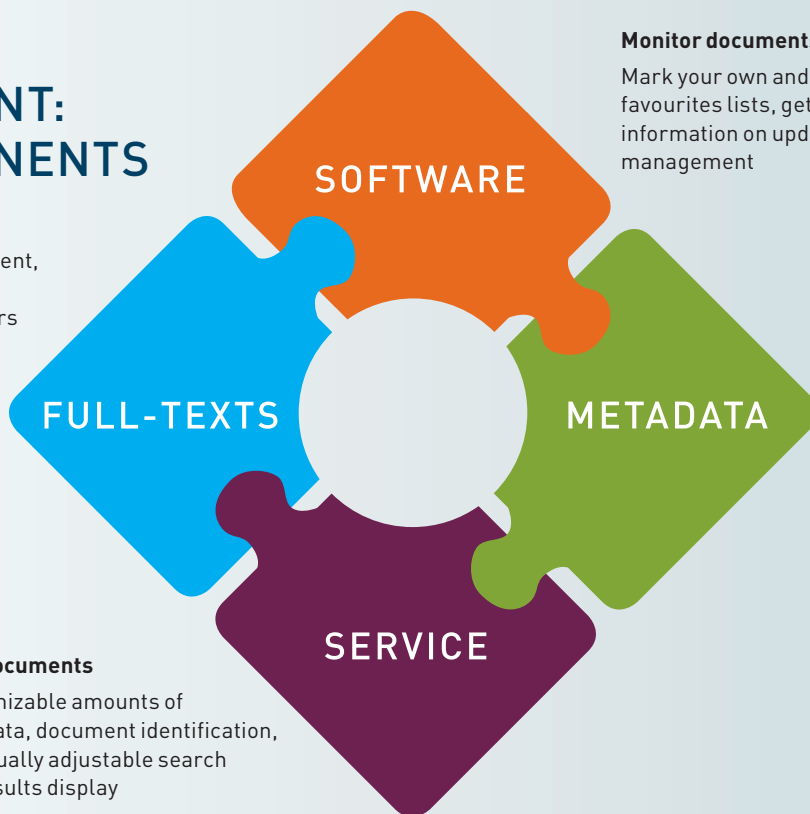 NT:
NENTS
ent,
rs
Monitor document
Mark your own and
favourites lists, get
information on upd
management
SOFTWARE
FULL-TEXTS
METADATA
SERVICE
ocuments
nizable amounts of
ata, document identification,
ually adjustable search
sults display